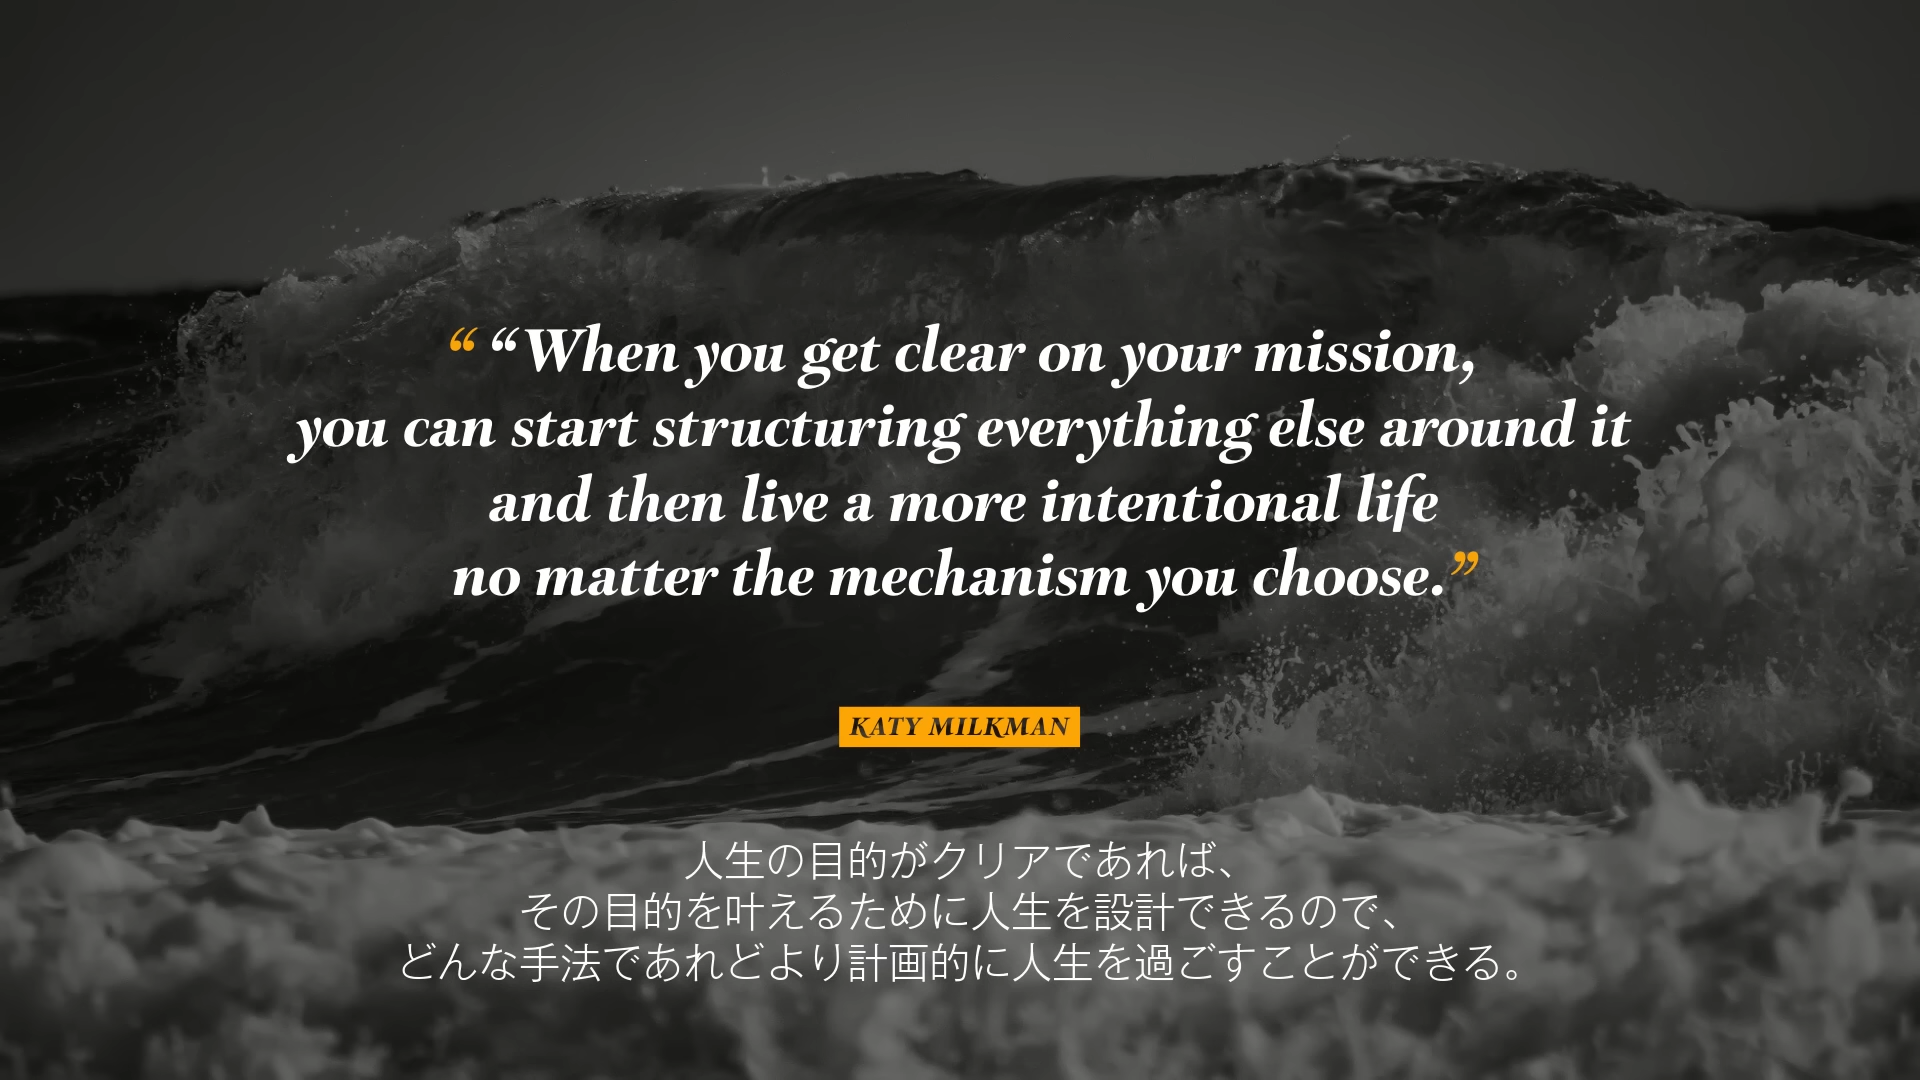 “ “When you get clear on your mission,
you can start structuring everything else around it
and then live a more intentional life
no matter the mechanism you choose.”
KATY MILKMAN
人生の目的がクリアであれば、
その目的を叶えるために人生を設計できるので、
どんな手法であれどより計画的に人生を過ごすことができる。